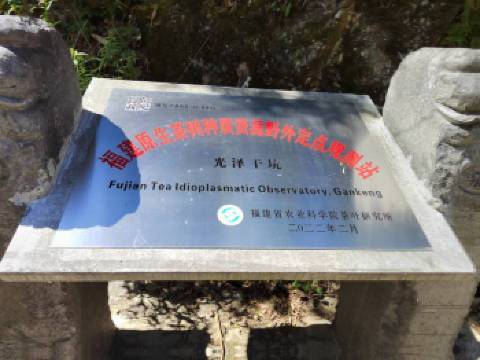 福建原生茶树种质资源野外定点观测站
光泽干坑
Fujian Tea Idioplasmatic Observatory, Gankeng
福建省农业科学院茶叶研究所
二〇二二年二月